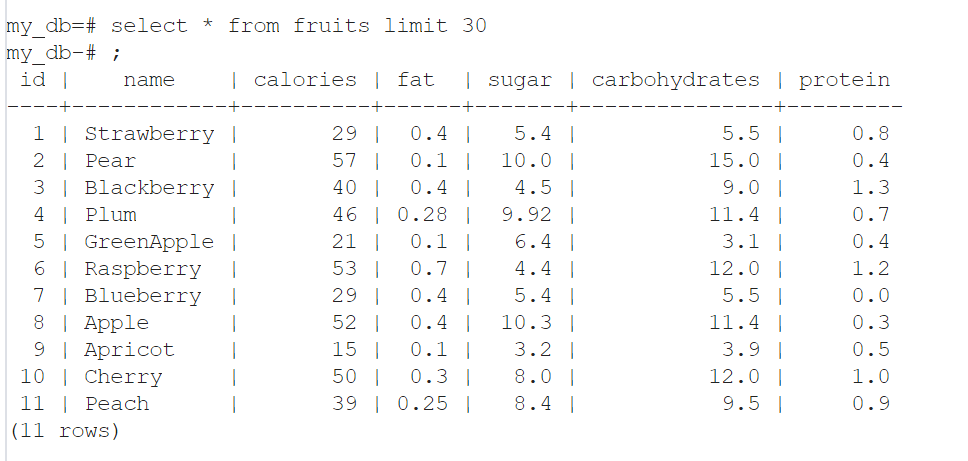 my_db=# select * from fruits limit 30
my_db-# ;
 id |    name    | calories | fat  | sugar | carbohydrates | protein
----+------------+----------+------+-------+---------------+---------
  1 | Strawberry |       29 |  0.4 |   5.4 |           5.5 |     0.8
  2 | Pear       |       57 |  0.1 |  10.0 |          15.0 |     0.4
  3 | Blackberry |       40 |  0.4 |   4.5 |           9.0 |     1.3
  4 | Plum       |       46 | 0.28 |  9.92 |          11.4 |     0.7
  5 | GreenApple |       21 |  0.1 |   6.4 |           3.1 |     0.4
  6 | Raspberry  |       53 |  0.7 |   4.4 |          12.0 |     1.2
  7 | Blueberry  |       29 |  0.4 |   5.4 |           5.5 |     0.0
  8 | Apple      |       52 |  0.4 |  10.3 |          11.4 |     0.3
  9 | Apricot    |       15 |  0.1 |   3.2 |           3.9 |     0.5
 10 | Cherry     |       50 |  0.3 |   8.0 |          12.0 |     1.0
 11 | Peach      |       39 | 0.25 |   8.4 |           9.5 |     0.9
(11 rows)